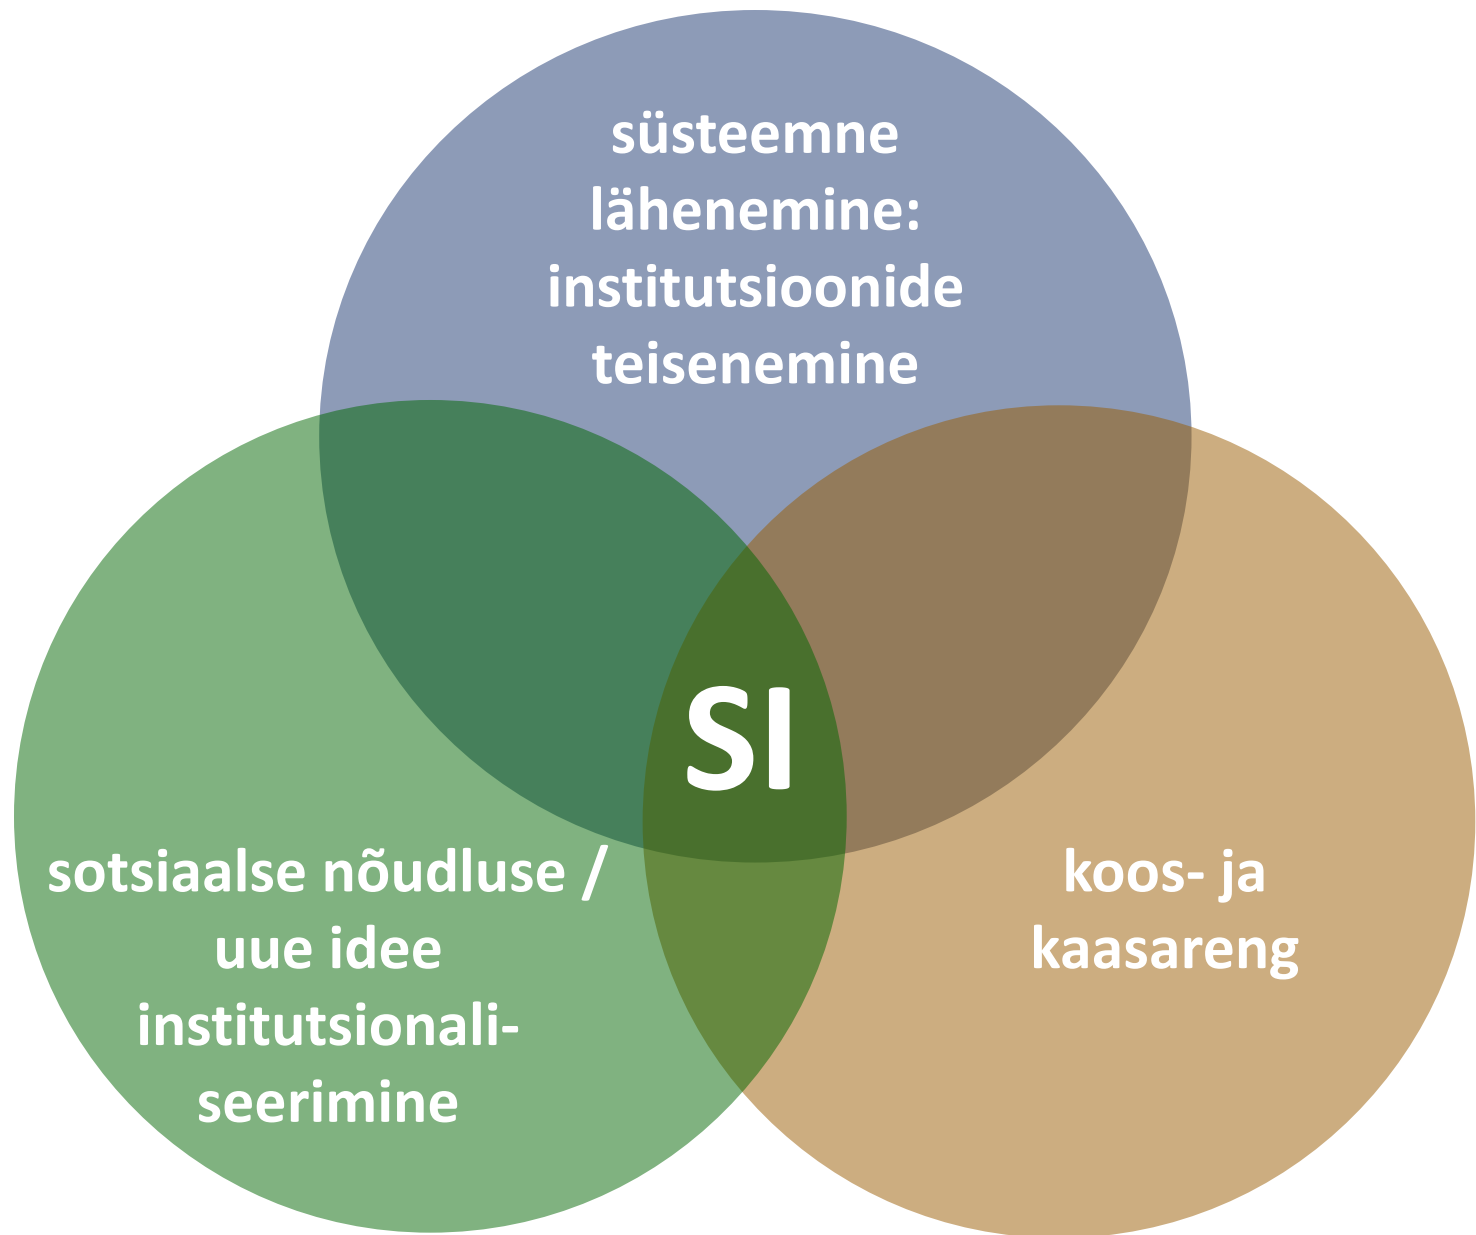 süsteemne
lähenemine:
institutsioonide
teisenemine
SI
sotsiaalse nõudluse /
uue idee
institutsionali-
seerimine
koos- ja
kaasareng